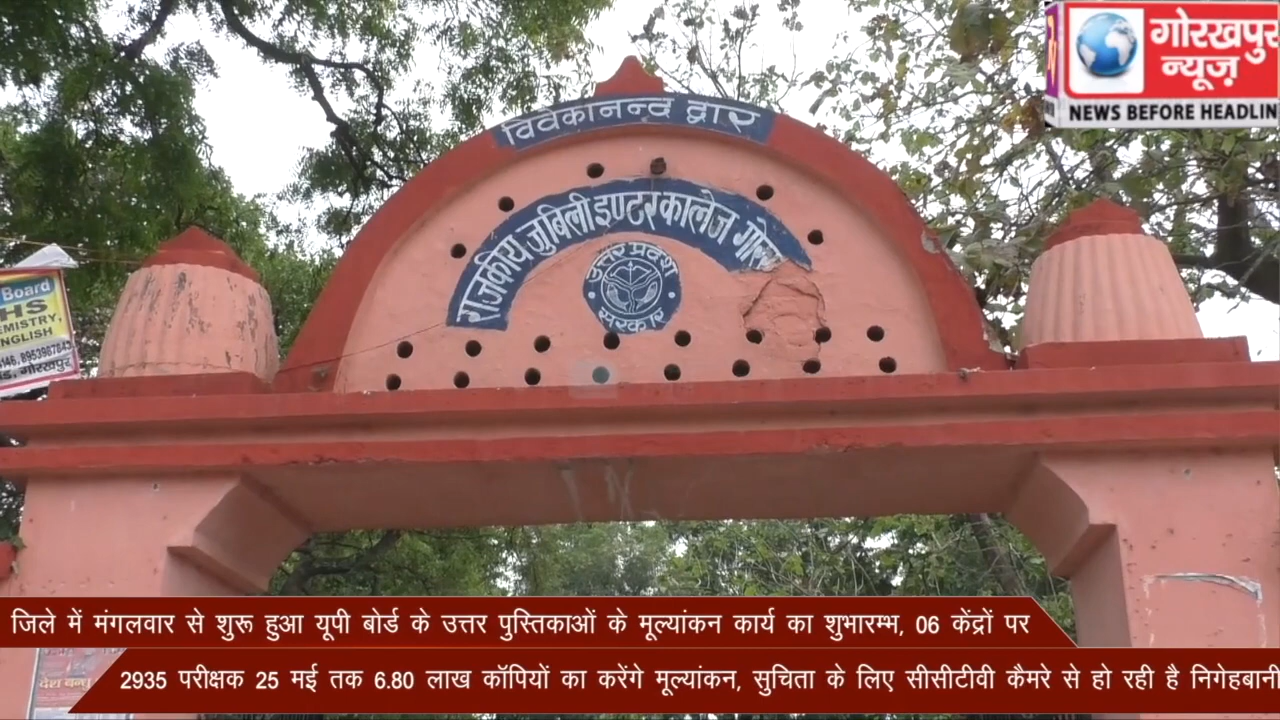 गोरखपुर
न्यूज़
NEWS BEFORE HEADLIN
विवेकानन्द द्वार
राजकीय जुबिली इण्टर कालेज
उत्तर प्रदेश
सरकार
Board
HS
EMISTRY,
NGLISH
गोरखपुर
जिले में मंगलवार से शुरू हुआ यूपी बोर्ड के उत्तर पुस्तिकाओं के मूल्यांकन कार्य का शुभारम्भ, 06 केंद्रों पर
2935 परीक्षक 25 मई तक 6.80 लाख कॉपियों का करेंगे मूल्यांकन, सुचिता के लिए सीसीटीवी कैमरे से हो रही है निगेहबानी